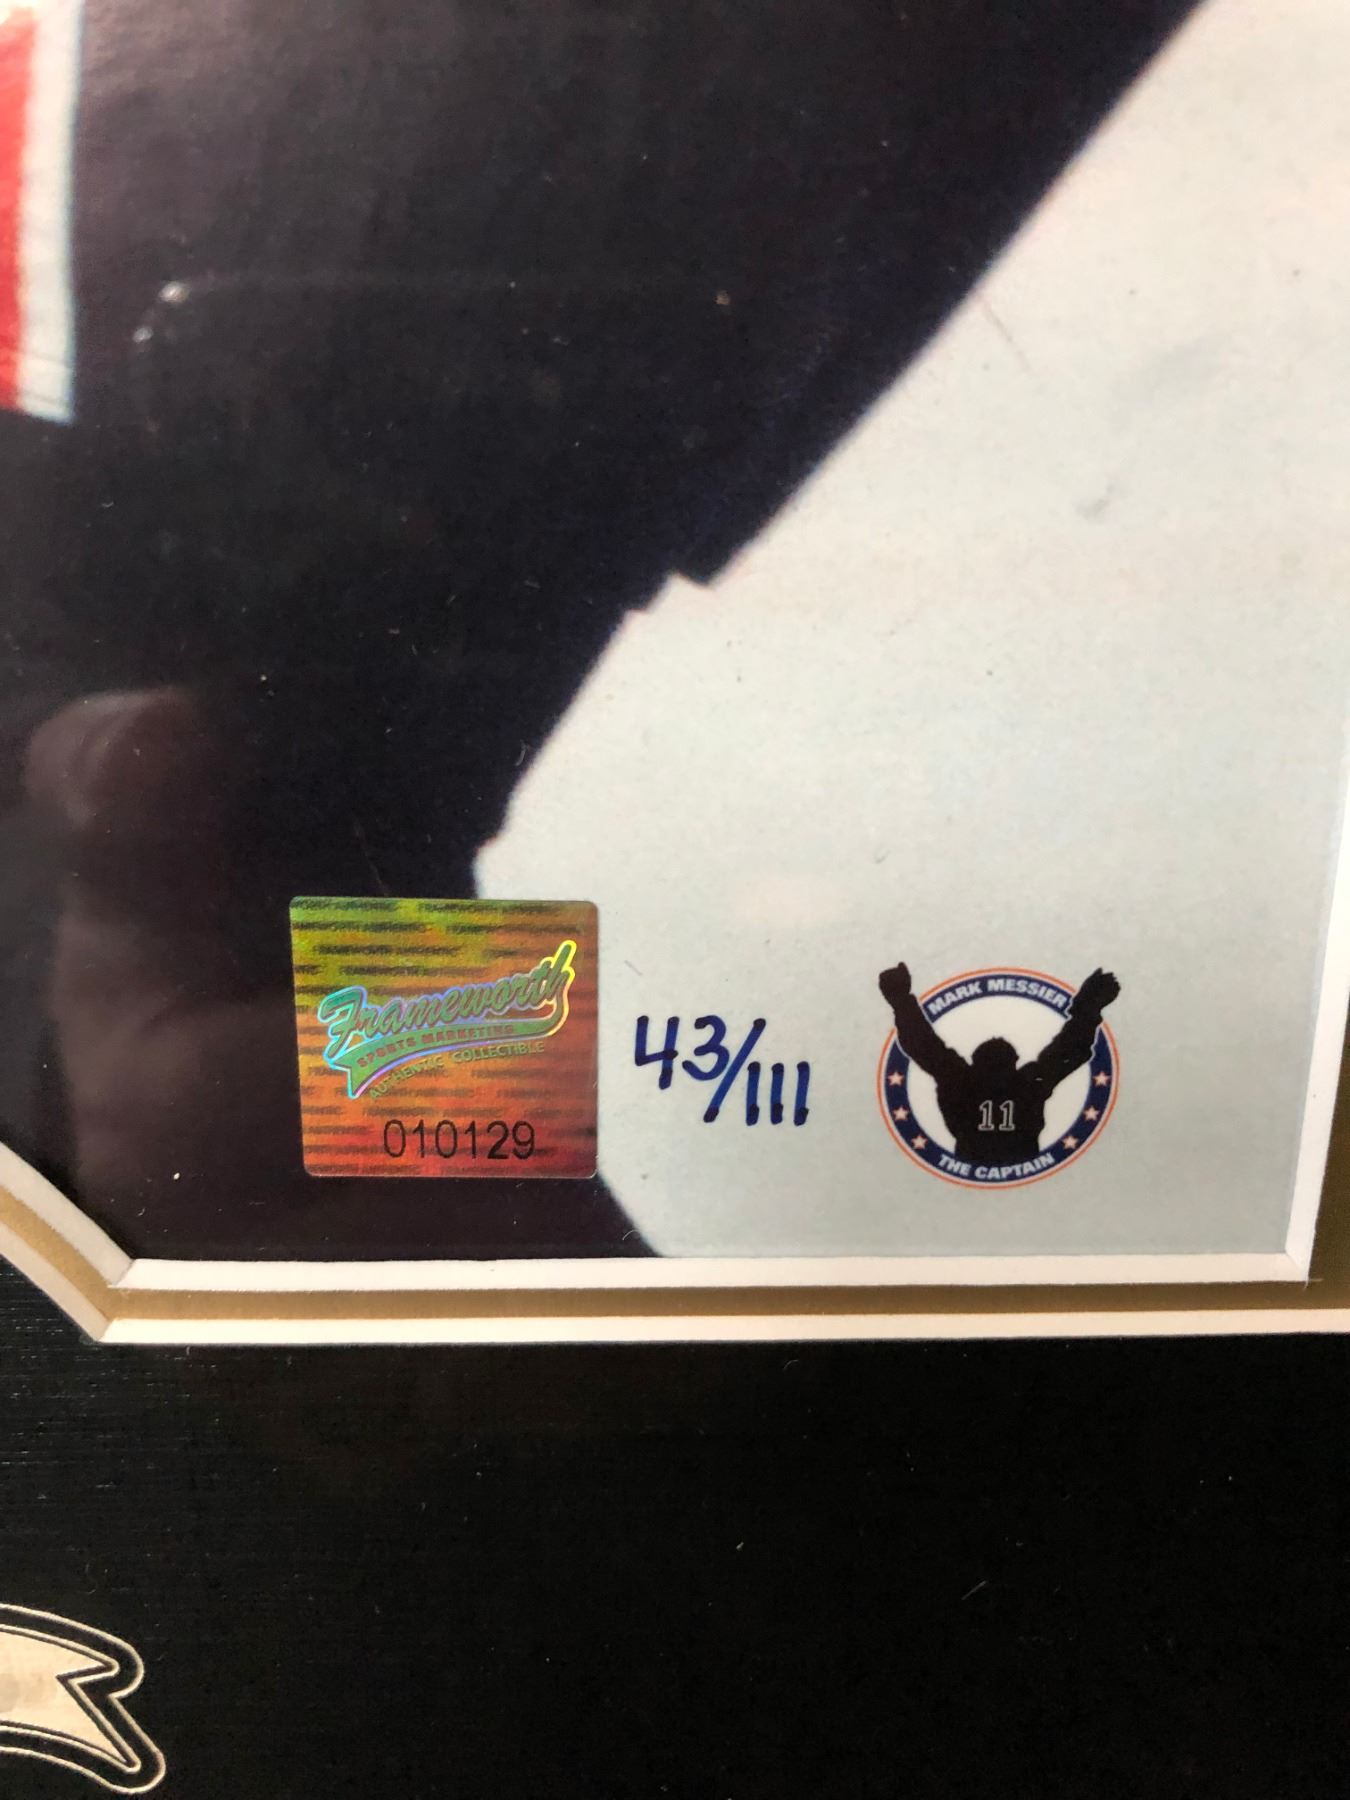 Frameworth
SPORTS MARKETING
AUTHENTIC COLLECTIBLE
010129
43/111
MARK MESSIER
11
THE CAPTAIN